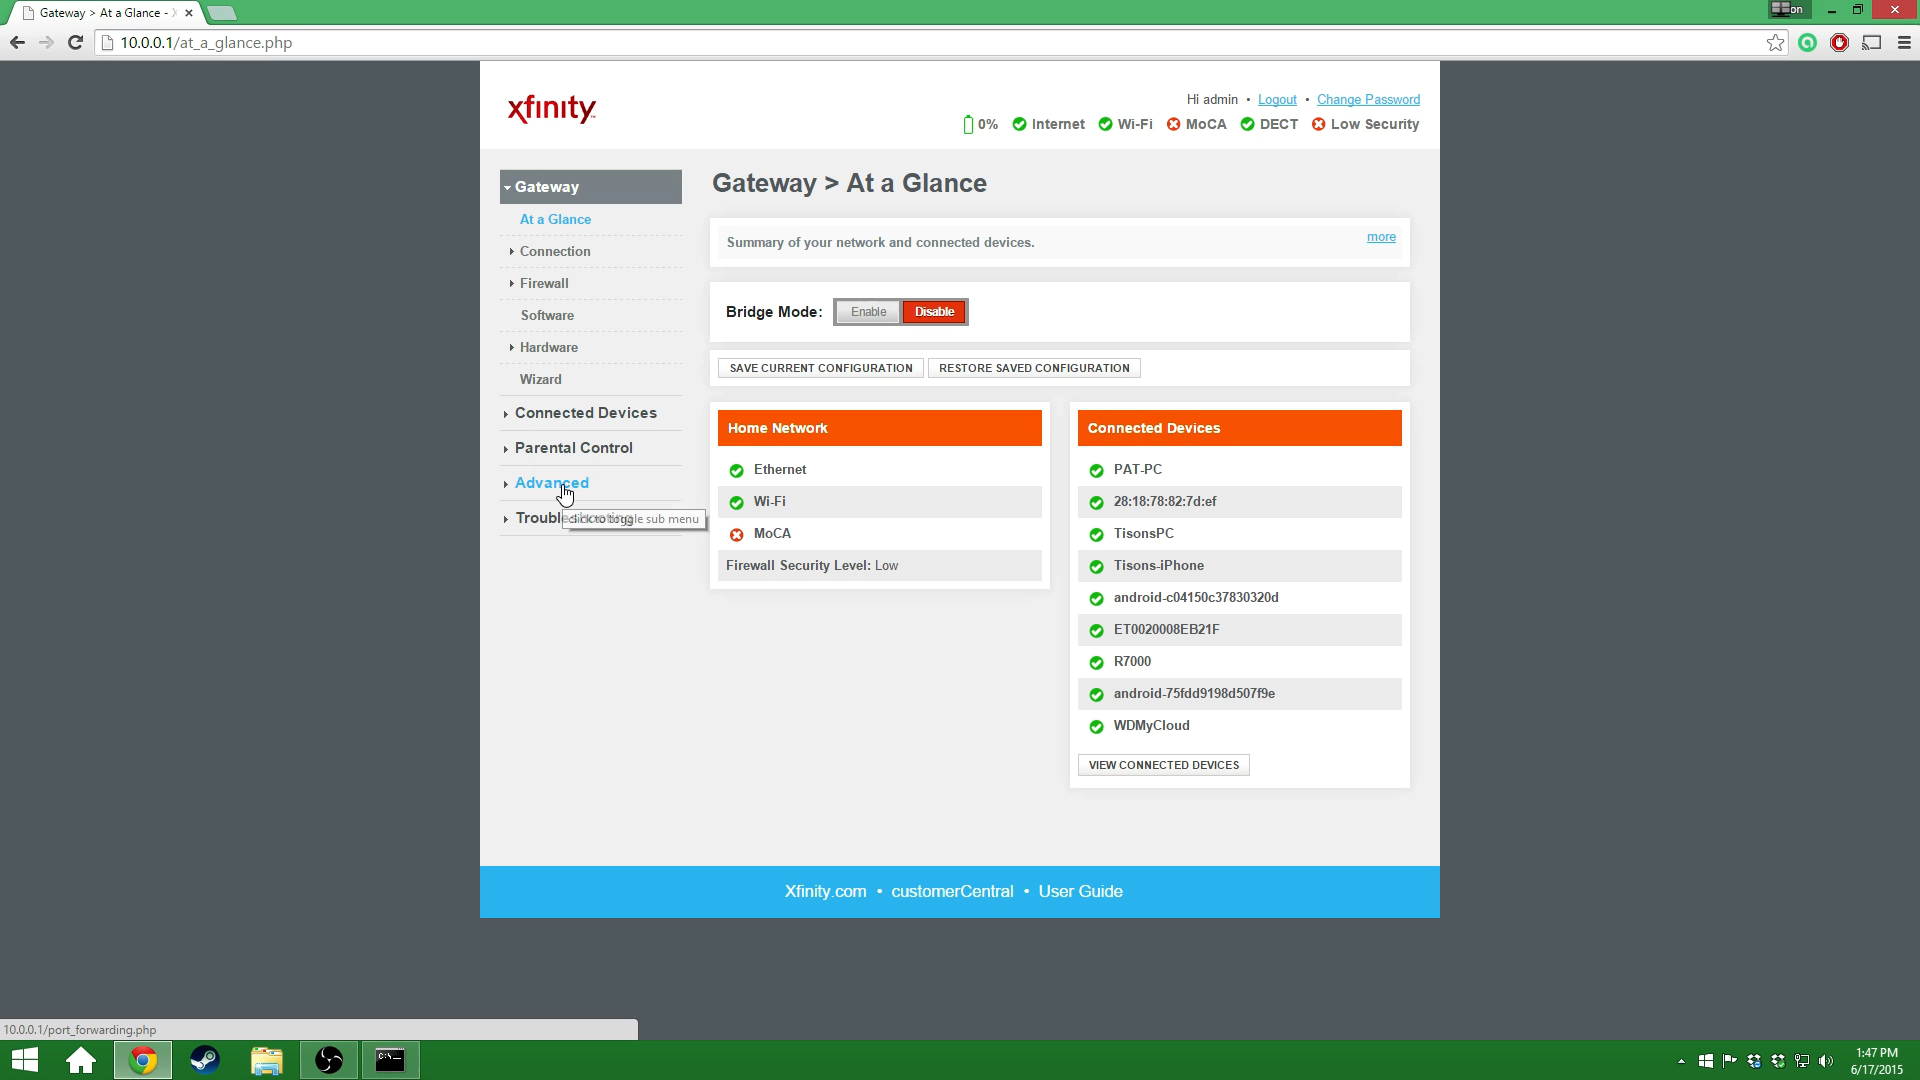 Gateway > At a Glance -
on
10.0.0.1/at_a_glance.php
xfinity
Hi admin • Logout • Change Password
0% Internet Wi-Fi MoCA DECT Low Security
Gateway
At a Glance
Connection
Firewall
Software
Hardware
Wizard
Connected Devices
Parental Control
Advanced
click to toggle sub menu
Gateway > At a Glance
Summary of your network and connected devices.
more
Bridge Mode: Enable Disable
SAVE CURRENT CONFIGURATION RESTORE SAVED CONFIGURATION
Home Network
Ethernet
Wi-Fi
MoCA
Firewall Security Level: Low
Connected Devices
PAT-PC
28:18:78:82:7d:ef
TisonsPC
Tisons-iPhone
android-c04150c37830320d
ET0020008EB21F
R7000
android-75fdd9198d507f9e
WDMyCloud
VIEW CONNECTED DEVICES
Xfinity.com • customerCentral • User Guide
10.0.0.1/port_forwarding.php
C:\
1:47 PM
6/17/2015